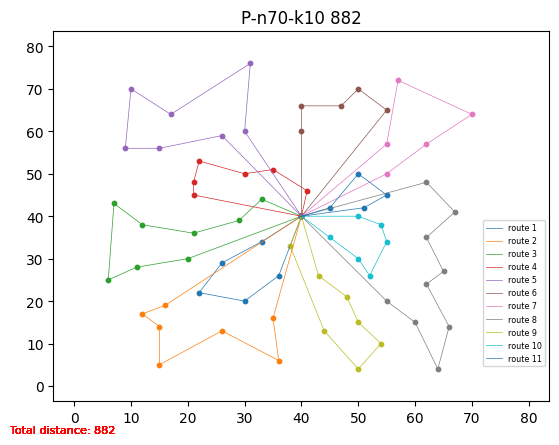 P-n70-k10 882
80
70
60
50
40
30
20
10
0
0 10 20 30 40 50 60 70 80
route 1
route 2
route 3
route 4
route 5
route 6
route 7
route 8
route 9
route 10
route 11
Total distance: 882